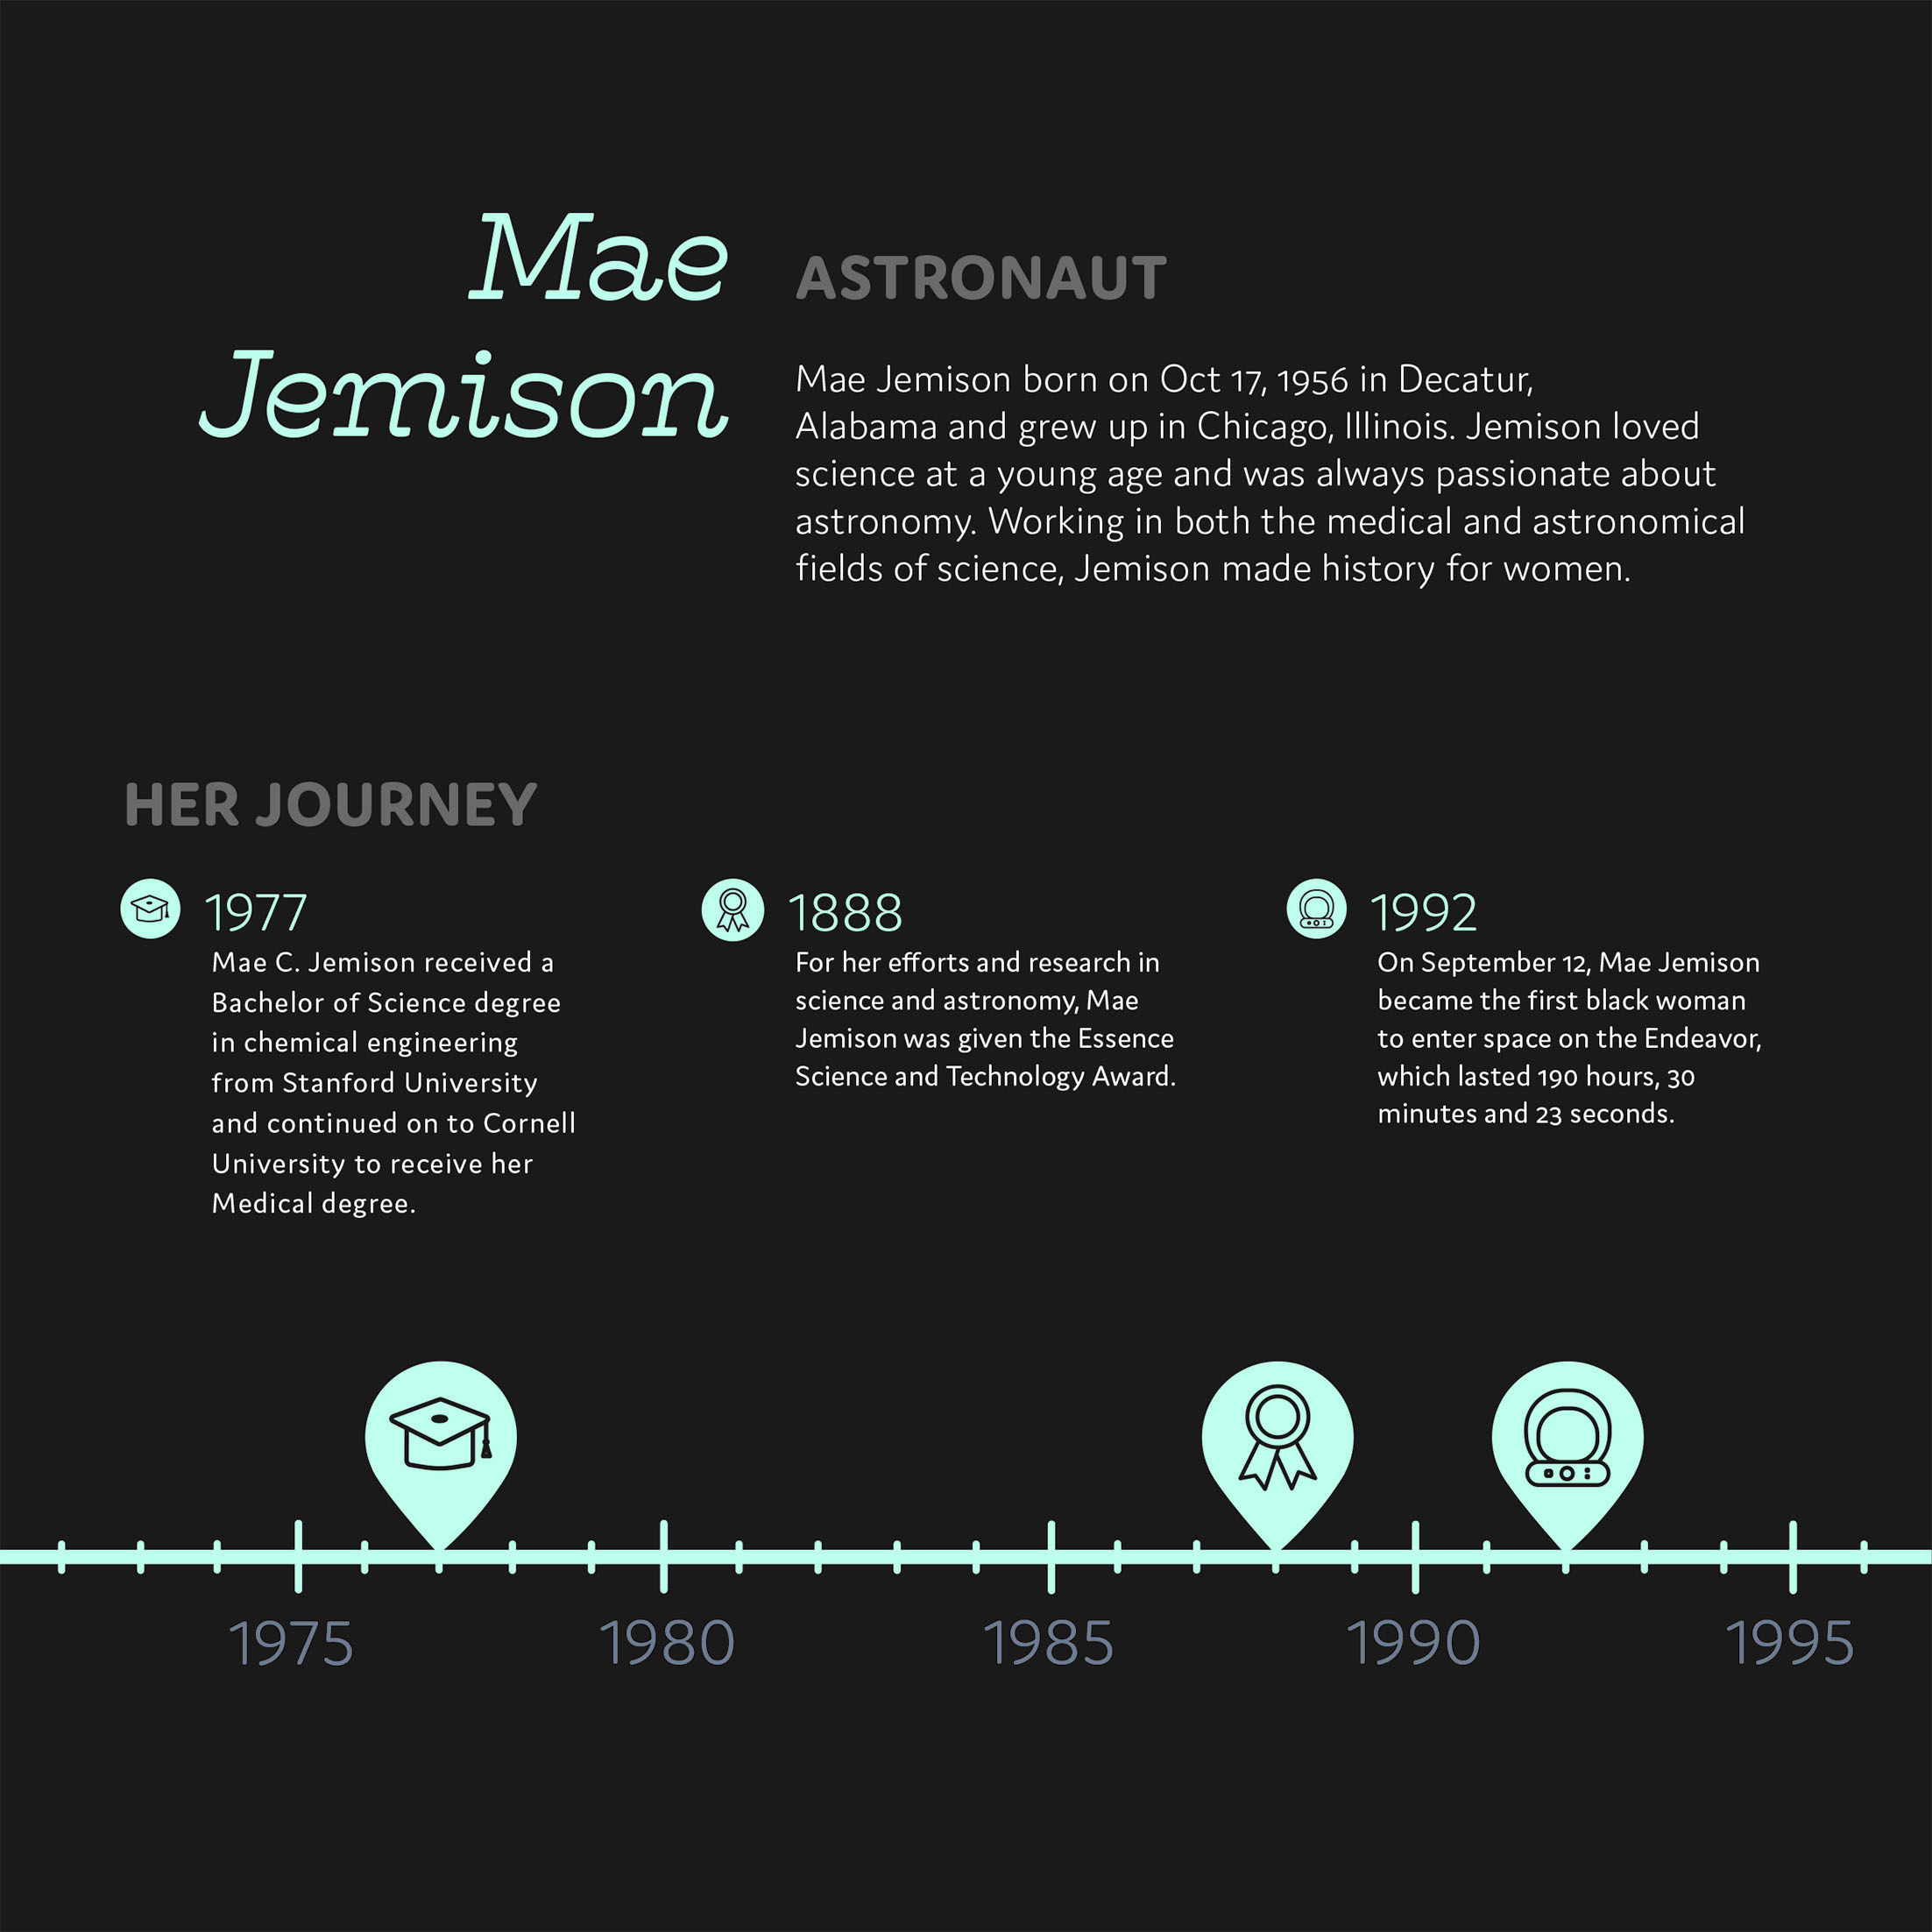 Mae
Jemison
ASTRONAUT
Mae Jemison born on Oct 17, 1956 in Decatur,
Alabama and grew up in Chicago, Illinois. Jemison loved
science at a young age and was always passionate about
astronomy. Working in both the medical and astronomical
fields of science, Jemison made history for women.
HER JOURNEY
1977
Mae C. Jemison received a
Bachelor of Science degree
in chemical engineering
from Stanford University
and continued on to Cornell
University to receive her
Medical degree.
1888
For her efforts and research in
science and astronomy, Mae
Jemison was given the Essence
Science and Technology Award.
1992
On September 12, Mae Jemison
became the first black woman
to enter space on the Endeavor,
which lasted 190 hours, 30
minutes and 23 seconds.
1975
1980
1985
1990
1995